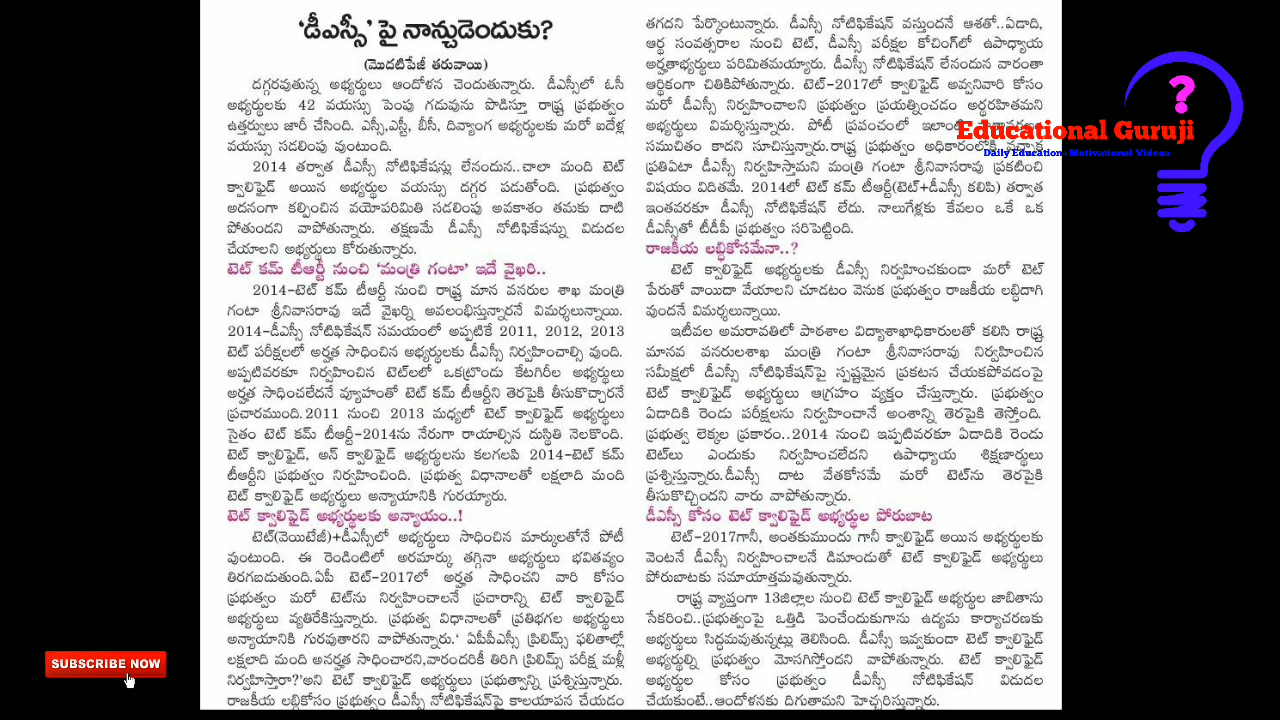 'డీఎస్సీ' పై నాన్చుడెందుకు?
(మొదటిపేజీ తరువాయి)
దగ్గరవుతున్న అభ్యర్థులు ఆందోళన చెందుతున్నారు. డీఎస్సీలో ఓసీ
అభ్యర్థులకు 42 వయస్సు పెంపు గడువును పొడిస్తూ రాష్ట్ర ప్రభుత్వం
ఉత్తర్వులు జారీ చేసింది. ఎస్సీ,ఎస్టీ, బీసీ, దివ్యాంగ అభ్యర్థులకు మరో ఐదేళ్ల
వయస్సు సడలింపు వుంటుంది.
2014 తర్వాత డీఎస్సీ నోటిఫికేషన్లు లేనందున..చాలా మంది టెట్
క్వాలిఫైడ్ అయిన అభ్యర్థుల వయస్సు దగ్గర పడుతోంది. ప్రభుత్వం
అదనంగా కల్పించిన వయోపరిమితి సడలింపు అవకాశం తమకు దాటి
పోతుందని వాపోతున్నారు. తక్షణమే డీఎస్సీ నోటిఫికేషన్ను విడుదల
చేయాలని అభ్యర్థులు కోరుతున్నారు.
టెట్ కమ్ టీఆర్టీ నుంచి 'మంత్రి గంటా' ఇదే వైఖరి..
2014-టెట్ కమ్ టీఆర్టీ నుంచి రాష్ట్ర మాన వనరుల శాఖ మంత్రి
గంటా శ్రీనివాసరావు ఇదే వైఖర్ని అవలంభిస్తున్నారనే విమర్శలున్నాయి.
2014-డీఎస్సీ నోటిఫికేషన్ సమయంలో అప్పటికే 2011, 2012, 2013
టెట్ పరీక్షలలో అర్హత సాధించిన అభ్యర్థులకు డీఎస్సీ నిర్వహించాల్సి వుంది.
అప్పటివరకూ నిర్వహించిన టెట్‌లలో ఒకట్రొండు కేటగిరీల అభ్యర్థులు
అర్హత సాధించలేదనే వ్యూహంతో టెట్ కమ్ టీఆర్టీని తెరపైకి తీసుకొచ్చారనే
ప్రచారముంది.2011 నుంచి 2013 మధ్యలో టెట్ క్వాలిఫైడ్ అభ్యర్థులు
సైతం టెట్ కమ్ టీఆర్టీ-2014ను నేరుగా రాయాల్సిన దుస్థితి నెలకొంది.
టెట్ క్వాలిఫైడ్, అన్ క్వాలిఫైడ్ అభ్యర్థులను కలగలపి 2014-టెట్ కమ్
టీఆర్టీని ప్రభుత్వం నిర్వహించింది. ప్రభుత్వ విధానాలతో లక్షలాది మంది
టెట్ క్వాలిఫైడ్ అభ్యర్థులు అన్యాయానికి గురయ్యారు.
టెట్ క్వాలిఫైడ్ అభ్యర్థులకు అన్యాయం..!
టెట్(వెయిటేజీ)+డీఎస్సీలో అభ్యర్థులు సాధించిన మార్కులతోనే పోటీ
వుంటుంది. ఈ రెండింటిలో అరమార్కు తగ్గినా అభ్యర్థులు భవితవ్యం
తిరగబడుతుంది.ఏపీ టెట్-2017లో అర్హత సాధించని వారి కోసం
ప్రభుత్వం మరో టెట్‌ను నిర్వహించాలనే ప్రచారాన్ని టెట్ క్వాలిఫైడ్
అభ్యర్థులు వ్యతిరేకిస్తున్నారు. ప్రభుత్వ విధానాలతో ప్రతిభగల అభ్యర్థులు
అన్యాయానికి గురవుతారని వాపోతున్నారు.' ఏపీపీఎస్సీ ప్రిలిమ్స్ ఫలితాల్లో
లక్షలాది మంది అనర్హత సాధించారని,వారందరికీ తిరిగి ప్రిలిమ్స్ పరీక్ష మళ్లీ
నిర్వహిస్తారా?'అని టెట్ క్వాలిఫైడ్ అభ్యర్థులు ప్రభుత్వాన్ని ప్రశ్నిస్తున్నారు.
రాజకీయ లబ్ధికోసం ప్రభుత్వం డీఎస్సీ నోటిఫికేషన్‌పై కాలయాపన చేయడం
తగదని పేర్కొంటున్నారు. డీఎస్సీ నోటిఫికేషన్ వస్తుందనే ఆశతో..ఏడాది,
ఆర్థ సంవత్సరాల నుంచి టెట్, డీఎస్సీ పరీక్షల కోచింగ్‌లో ఉపాధ్యాయ
అర్హతాభ్యర్థులు పరిమితమయ్యారు. డీఎస్సీ నోటిఫికేషన్ లేనందున వారంతా
ఆర్థికంగా చితికిపోతున్నారు. టెట్-2017లో క్వాలిఫైడ్ అవ్వనివారి కోసం
మరో డీఎస్సీ నిర్వహించాలని ప్రభుత్వం ప్రయత్నించడం అర్థరహితమని
అభ్యర్థులు విమర్శిస్తున్నారు. పోటీ ప్రపంచంలో
సముచితం కాదని సూచిస్తున్నారు.రాష్ట్ర ప్రభుత్వం అధికారంలోకి
ప్రతిఏటా డీఎస్సీ నిర్వహిస్తామని మంత్రి గంటా శ్రీనివాసరావు ప్రకటించి
విషయం విదితమే. 2014లో టెట్ కమ్ టీఆర్టీ(టెట్+డీఎస్సీ కలిపి) తర్వాత
ఇంతవరకూ డీఎస్సీ నోటిఫికేషన్ లేదు. నాలుగేళ్లకు కేవలం ఒకే ఒక
డీఎస్సీతో టీడీపీ ప్రభుత్వం సరిపెట్టింది.
రాజకీయ లబ్ధికోసమేనా..?
టెట్ క్వాలిఫైడ్ అభ్యర్థులకు డీఎస్సీ నిర్వహించకుండా మరో టెట్
పేరుతో వాయిదా వేయాలని చూడటం వెనుక ప్రభుత్వం రాజకీయ లబ్ధిదాగి
వుందనే విమర్శలున్నాయి.
ఇటీవల అమరావతిలో పాఠశాల విద్యాశాఖాధికారులతో కలిసి రాష్ట్ర
మానవ వనరులశాఖ మంత్రి గంటా శ్రీనివాసరావు నిర్వహించిన
సమీక్షలో డీఎస్సీ నోటిఫికేషన్‌పై స్పష్టమైన ప్రకటన చేయకపోవడంపై
టెట్ క్వాలిఫైడ్ అభ్యర్థులు ఆగ్రహం వ్యక్తం చేస్తున్నారు. ప్రభుత్వం
ఏడాదికి రెండు పరీక్షలను నిర్వహించానే అంశాన్ని తెరపైకి తెస్తోంది.
ప్రభుత్వ లెక్కల ప్రకారం..2014 నుంచి ఇప్పటివరకూ ఏడాదికి రెండు
టెట్‌లు ఎందుకు నిర్వహించలేదని ఉపాధ్యాయ శిక్షణార్థులు
ప్రశ్నిస్తున్నారు.డీఎస్సీ దాట వేతకోసమే మరో టెట్‌ను తెరపైకి
తీసుకొచ్చిందని వారు వాపోతున్నారు.
డీఎస్సీ కోసం టెట్ క్వాలిఫైడ్ అభ్యర్థుల పోరుబాట
టెట్-2017గానీ, అంతకుముందు గానీ క్వాలిఫైడ్ అయిన అభ్యర్థులకు
వెంటనే డీఎస్సీ నిర్వహించాలనే డిమాండుతో టెట్ క్వాలిఫైడ్ అభ్యర్థులు
పోరుబాటకు సమాయాత్తమవుతున్నారు.
రాష్ట్ర వ్యాప్తంగా 13జిల్లాల నుంచి టెట్ క్వాలిఫైడ్ అభ్యర్థుల జాబితాను
సేకరించి..ప్రభుత్వంపై ఒత్తిడి పెంచేందుకుగాను ఉద్యమ కార్యాచరణకు
అభ్యర్థులు సిద్ధమవుతున్నట్లు తెలిసింది. డీఎస్సీ ఇవ్వకుండా టెట్ క్వాలిఫైడ్
అభ్యర్థుల్ని ప్రభుత్వం మోసగిస్తోందని వాపోతున్నారు. టెట్ క్వాలిఫైడ్
అభ్యర్థుల కోసం ప్రభుత్వం డీఎస్సీ నోటిఫికేషన్ విడుదల
చేయకుంటే..ఆందోళనకు దిగుతామని హెచ్చరిస్తున్నారు.
?
Educational Guruji
Daily Education - Motivational Videos
SUBSCRIBE NOW